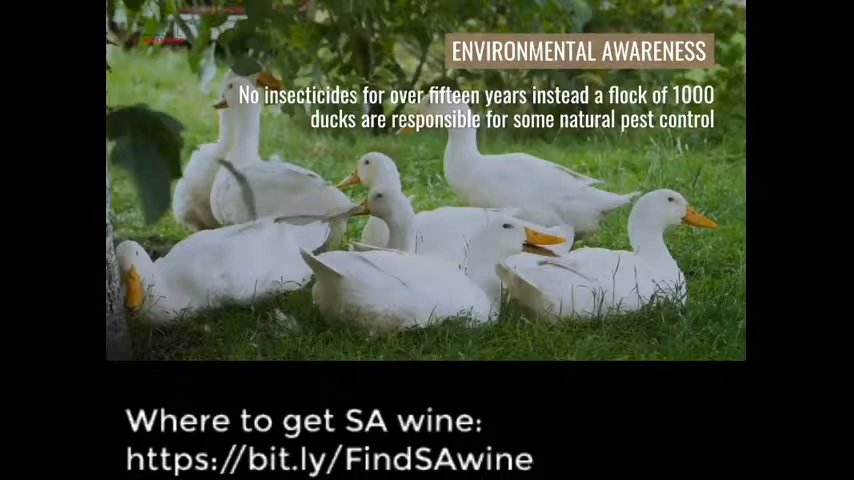 ENVIRONMENTAL AWARENESS
No insecticides for over fifteen years instead a flock of 1000
ducks are responsible for some natural pest control
Where to get SA wine:
https://bit.ly/FindSAwine